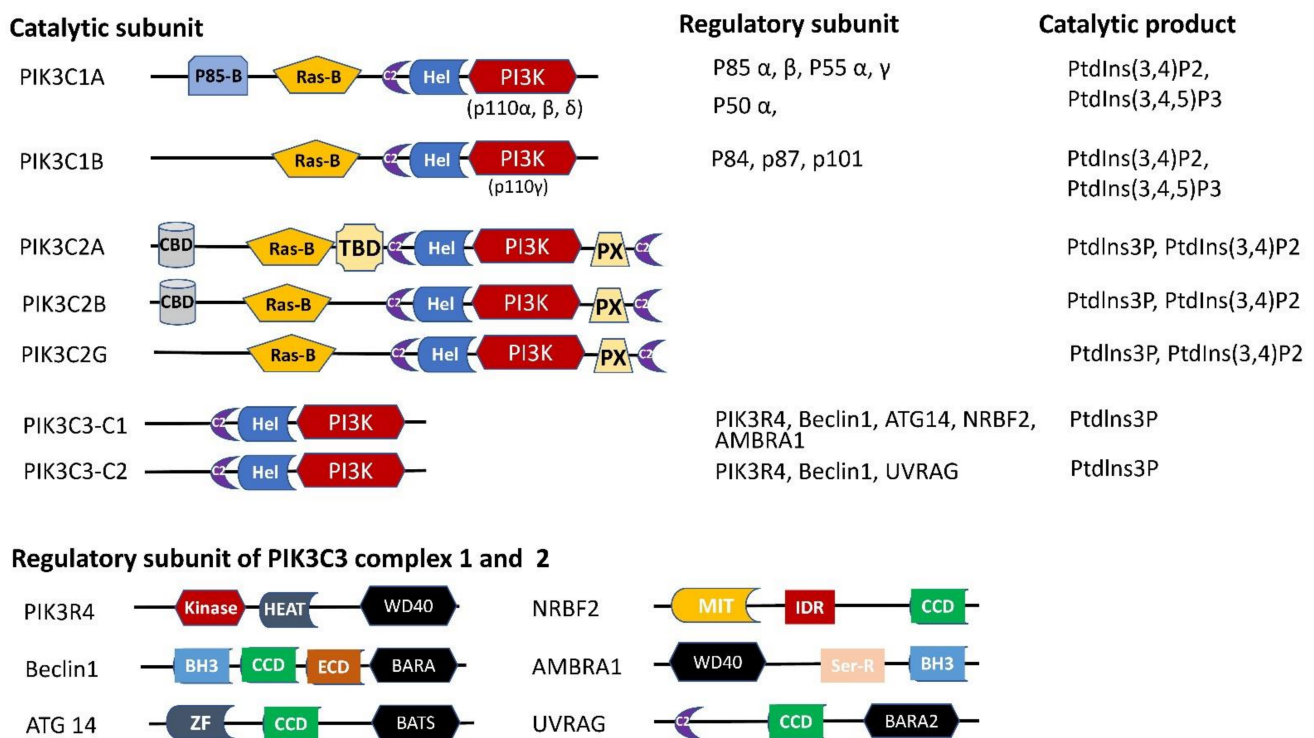 Catalytic subunit Regulatory subunit Catalytic product
PIK3C1A P85-B Ras-B C2 Hel PI3K P85 α, β, P55 α, γ PtdIns(3,4)P2,
(p110α, β, δ) P50 α, PtdIns(3,4,5)P3
PIK3C1B Ras-B C2 Hel PI3K P84, p87, p101 PtdIns(3,4)P2,
(p110γ) PtdIns(3,4,5)P3
PIK3C2A CBD Ras-B TBD C2 Hel PI3K PX C2 PtdIns3P, PtdIns(3,4)P2
PIK3C2B CBD Ras-B C2 Hel PI3K PX C2 PtdIns3P, PtdIns(3,4)P2
PIK3C2G Ras-B C2 Hel PI3K PX C2 PtdIns3P, PtdIns(3,4)P2
PIK3C3-C1 C2 Hel PI3K PIK3R4, Beclin1, ATG14, NRBF2, PtdIns3P
AMBRA1
PIK3C3-C2 C2 Hel PI3K PIK3R4, Beclin1, UVRAG PtdIns3P
Regulatory subunit of PIK3C3 complex 1 and 2
PIK3R4 Kinase HEAT WD40 NRBF2 MIT IDR CCD
Beclin1 BH3 CCD ECD BARA AMBRA1 WD40 Ser-R BH3
ATG 14 ZF CCD BATS UVRAG C2 CCD BARA2